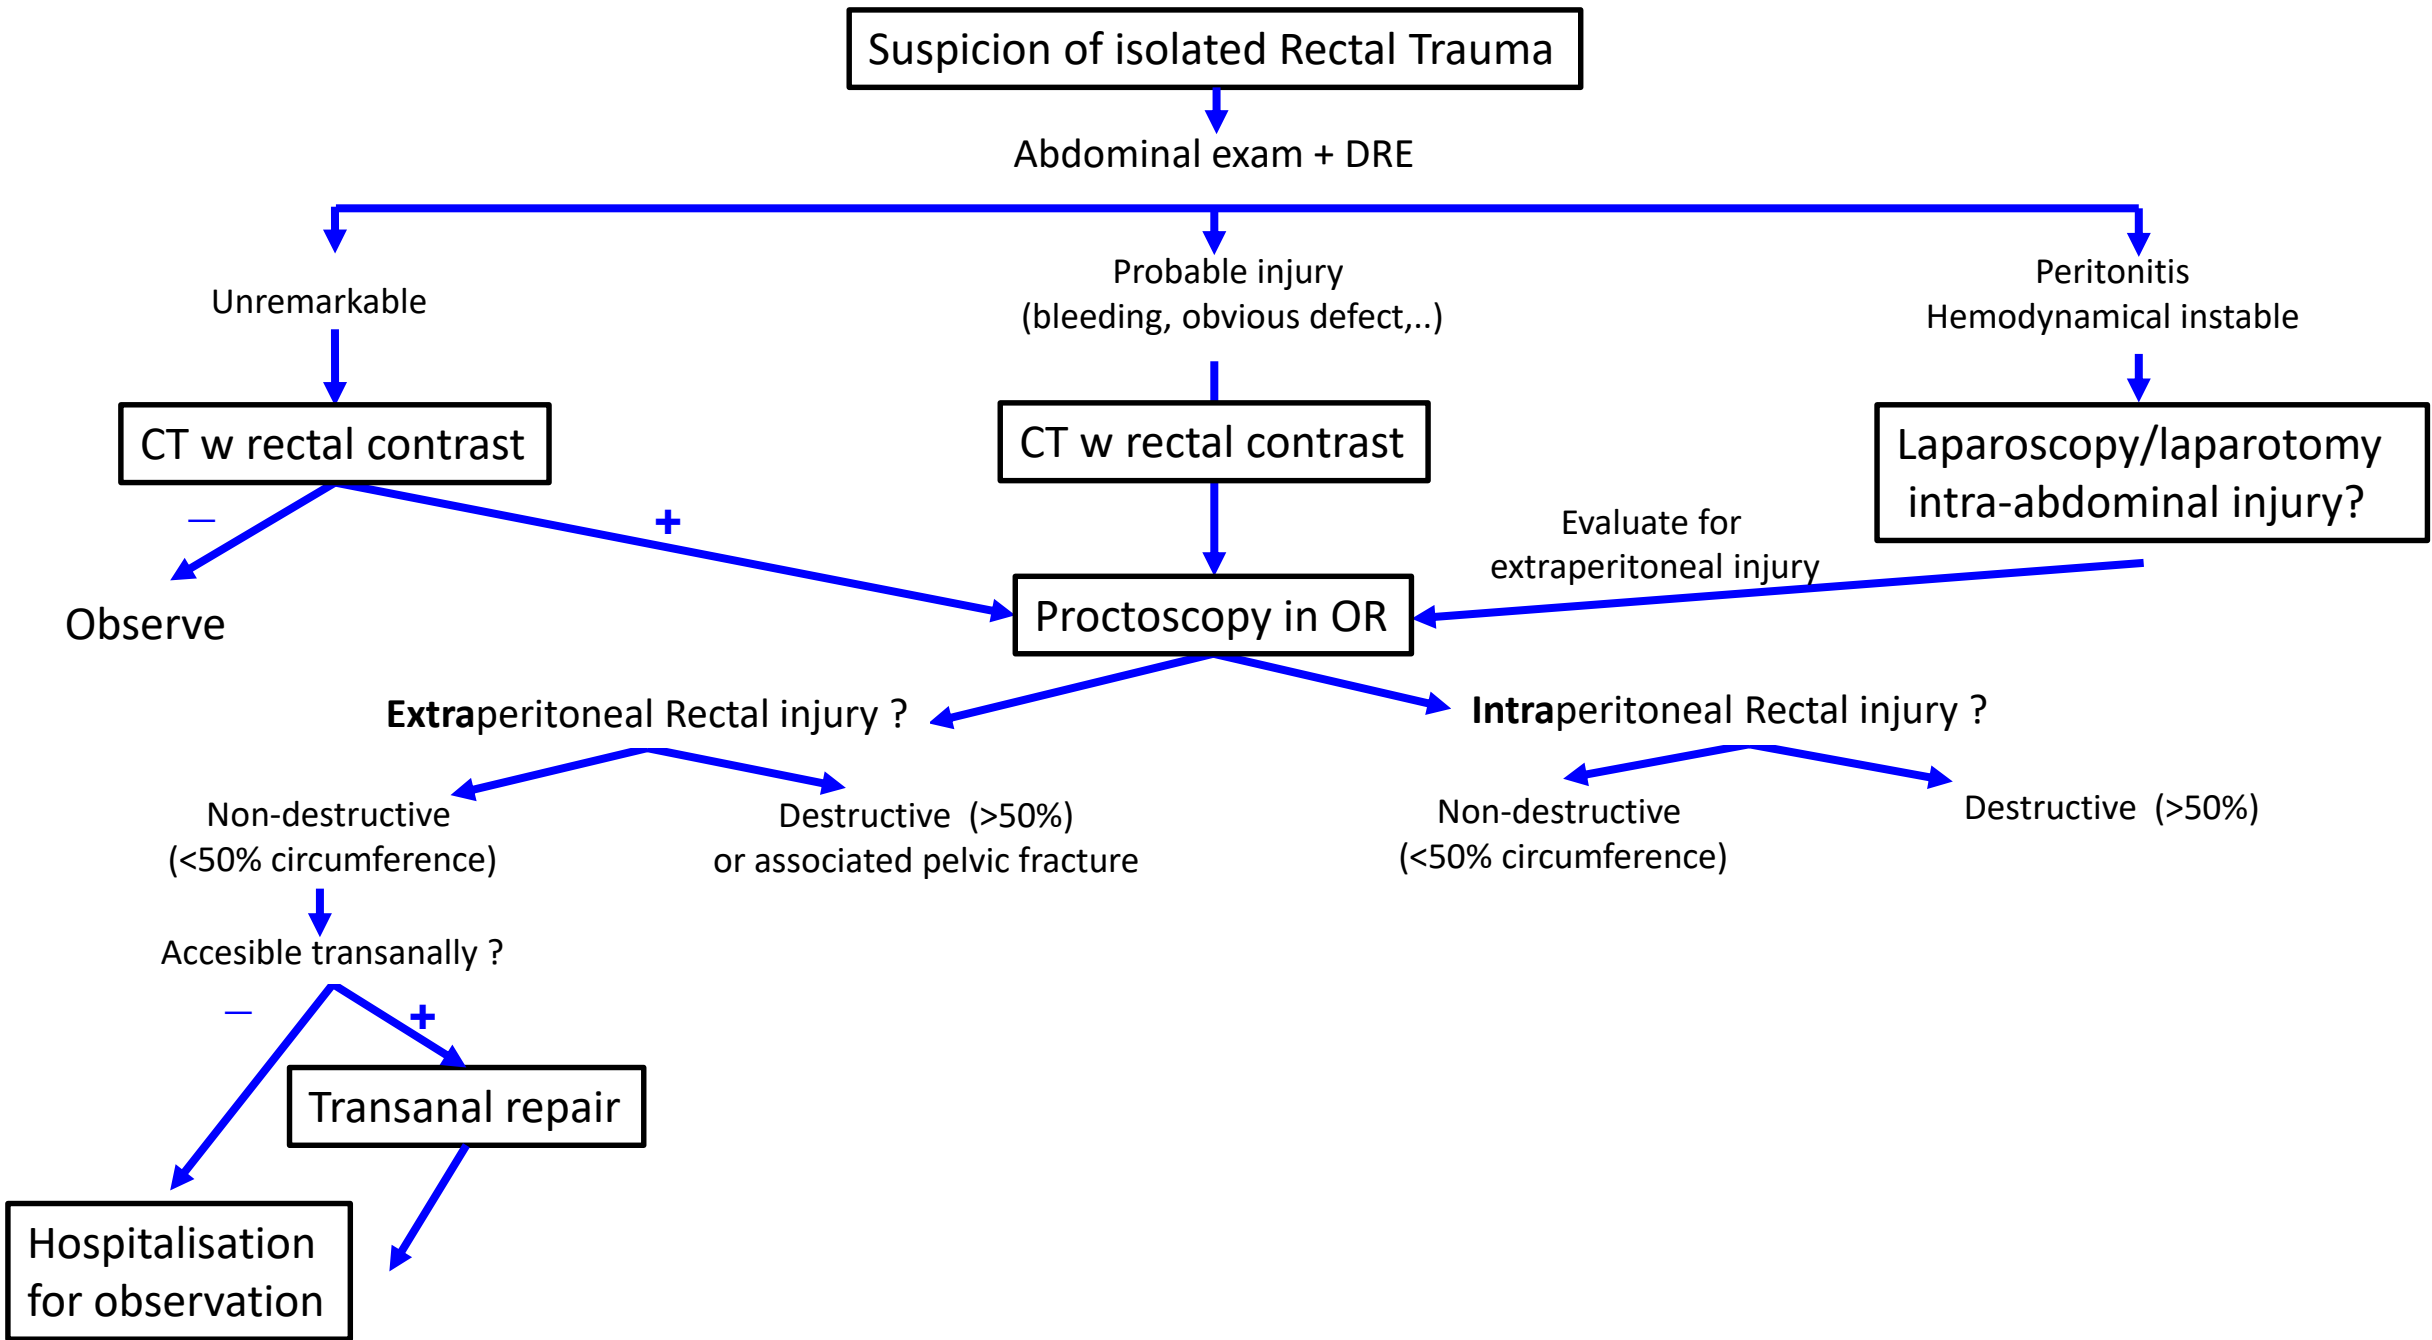 Suspicion of isolated Rectal Trauma
Abdominal exam + DRE
Unremarkable
Probable injury
(bleeding, obvious defect,..)
Peritonitis
Hemodynamical instable
CT w rectal contrast
CT w rectal contrast
Laparoscopy/laparotomy
intra-abdominal injury?
–
+
Evaluate for
extraperitoneal injury
Observe
Proctoscopy in OR
Extraperitoneal Rectal injury ?
Intraperitoneal Rectal injury ?
Non-destructive
(<50% circumference)
Destructive (>50%)
or associated pelvic fracture
Non-destructive
(<50% circumference)
Destructive (>50%)
Accesible transanally ?
–
+
Transanal repair
Hospitalisation
for observation